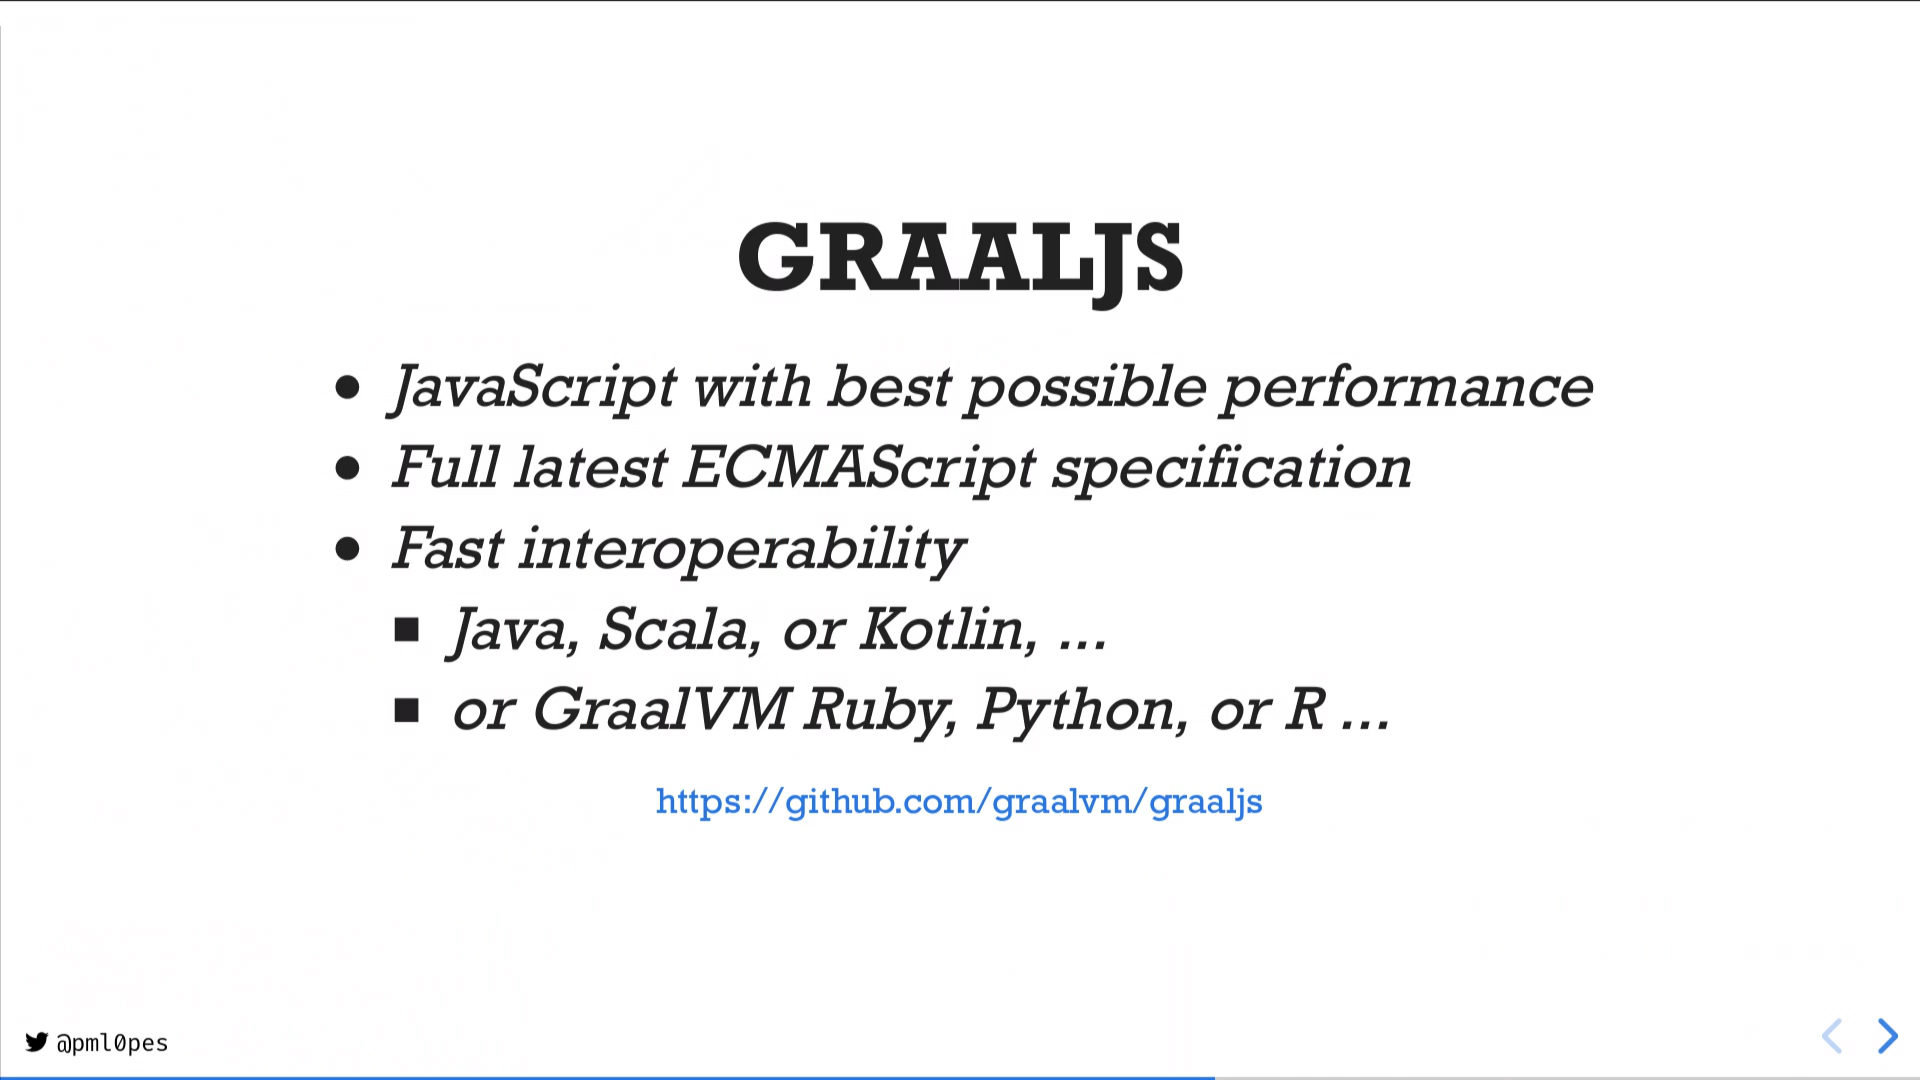 GRAALJS
• JavaScript with best possible performance
• Full latest ECMAScript specification
• Fast interoperability
▪ Java, Scala, or Kotlin, ...
▪ or GraalVM Ruby, Python, or R ...
https://github.com/graalvm/graaljs
@pml0pes